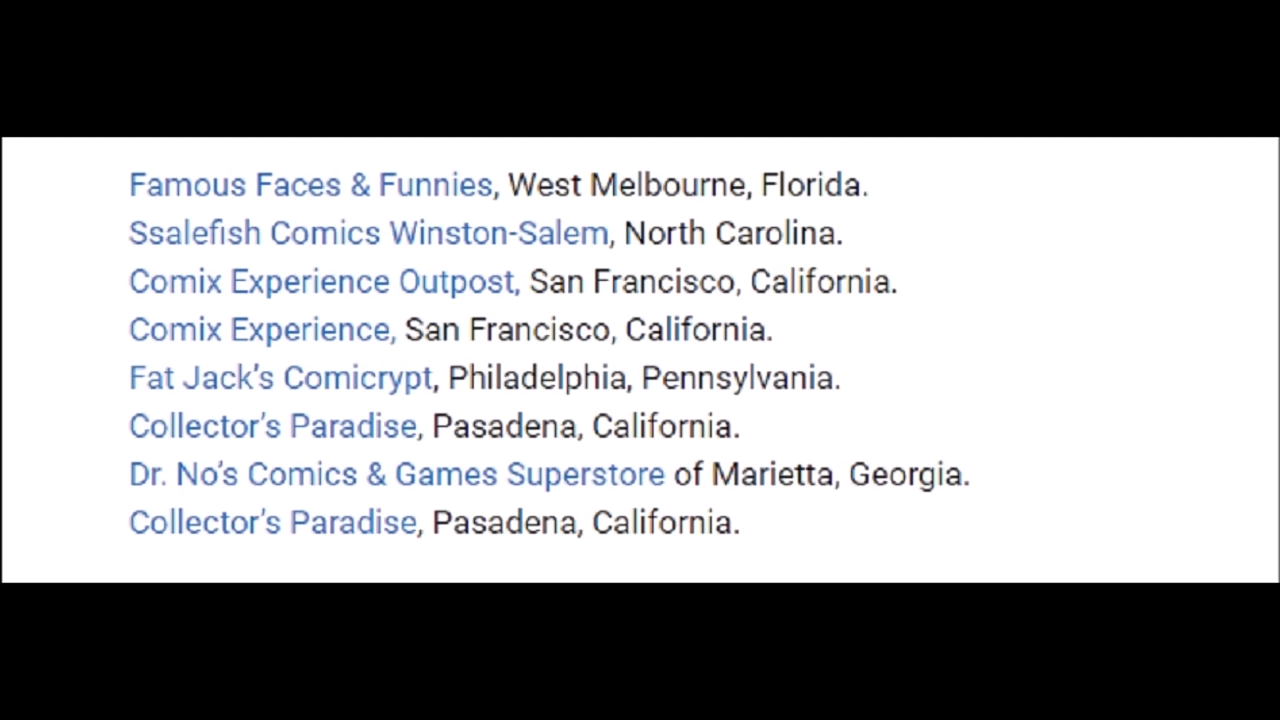 Famous Faces & Funnies, West Melbourne, Florida.
Ssalefish Comics Winston-Salem, North Carolina.
Comix Experience Outpost, San Francisco, California.
Comix Experience, San Francisco, California.
Fat Jack’s Comicrypt, Philadelphia, Pennsylvania.
Collector’s Paradise, Pasadena, California.
Dr. No’s Comics & Games Superstore of Marietta, Georgia.
Collector’s Paradise, Pasadena, California.